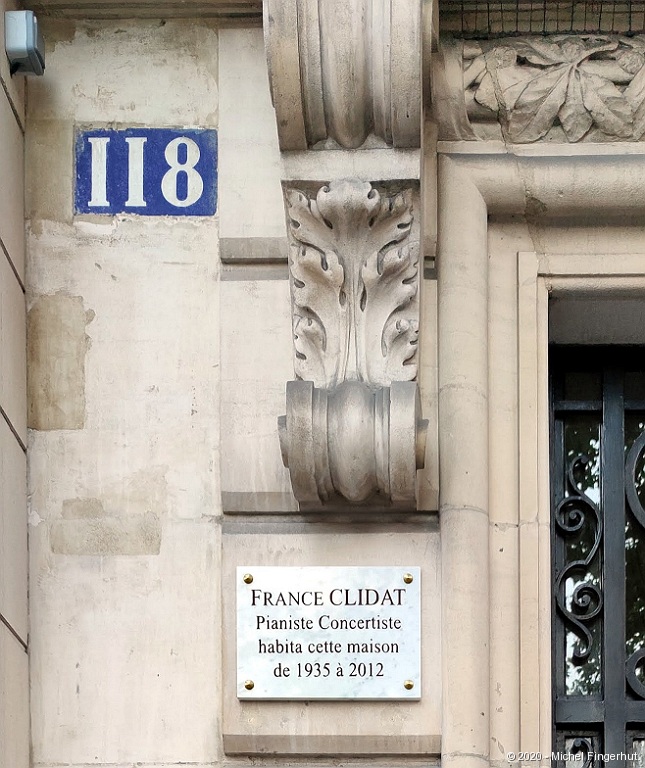 118
FRANCE CLIDAT
Pianiste Concertiste
habita cette maison
de 1935 à 2012
© 2020 - Michel Fingerhut